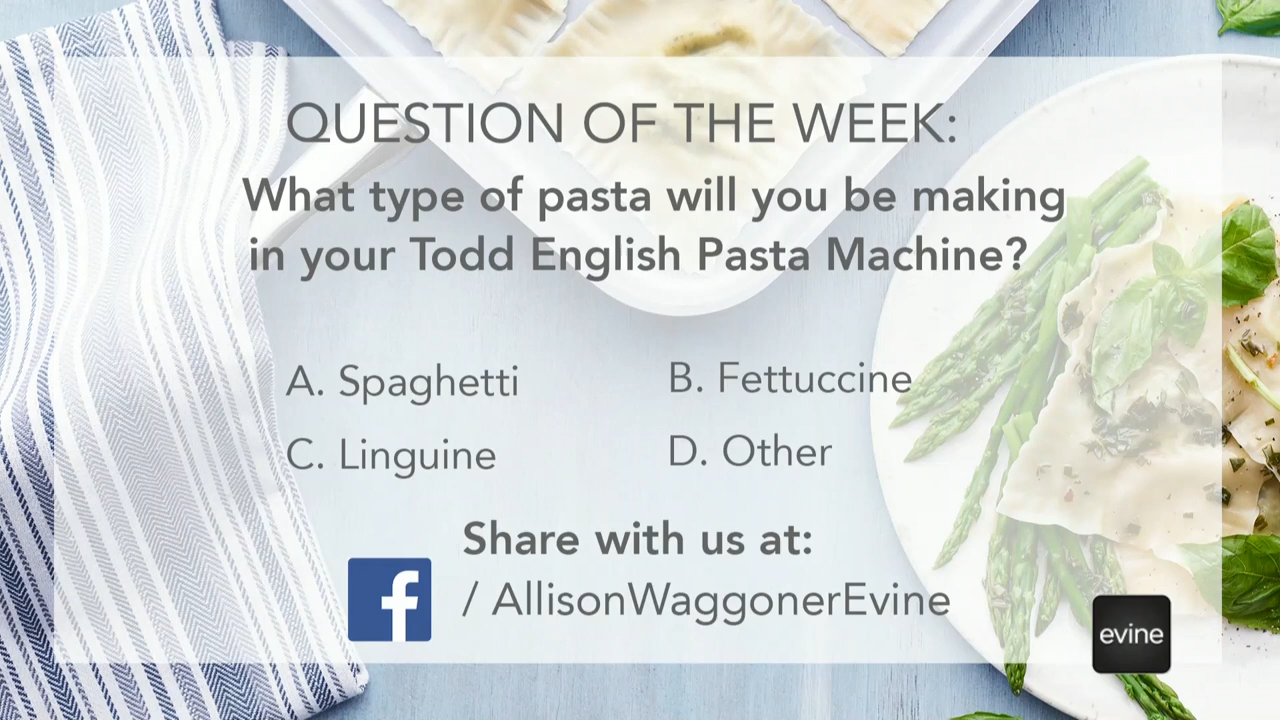 QUESTION OF THE WEEK:
What type of pasta will you be making
in your Todd English Pasta Machine?
A. Spaghetti
B. Fettuccine
C. Linguine
D. Other
Share with us at:
f / AllisonWaggonerEvine
evine